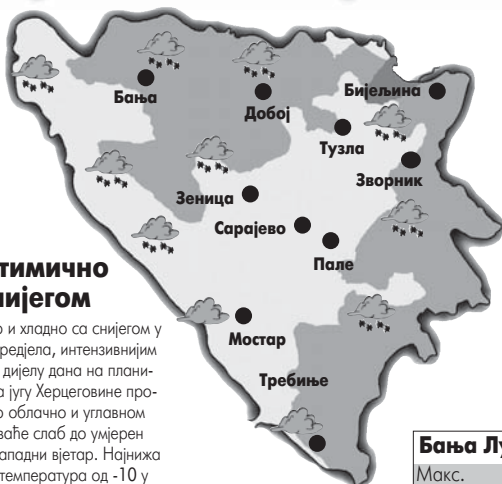 Бања
Добој
Бијељина
Тузла
Зворник
Зеница
Сарајево
Пале
Мостар
Требиње
тимично
нијегом
и хладно са снијегом у
редјела, интензивнијим
дијелу дана на плани-
југу Херцеговине про-
облачно и углавном
ваће слаб до умјерен
ападни вјетар. Најнижа
температура од -10 у
Бања Лу
Макс.